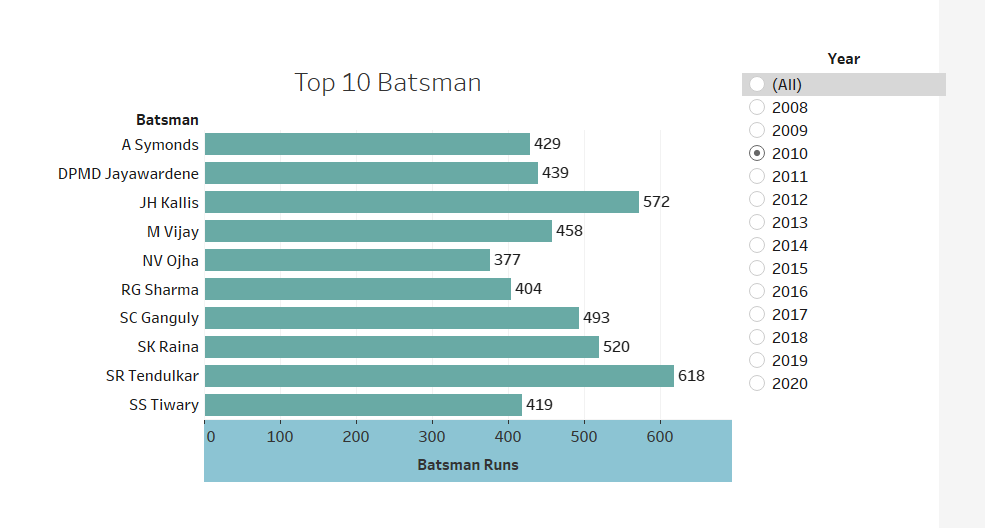 Top 10 Batsman
Batsman
A Symonds 429
DPMD Jayawardene 439
JH Kallis 572
M Vijay 458
NV Ojha 377
RG Sharma 404
SC Ganguly 493
SK Raina 520
SR Tendulkar 618
SS Tiwary 419
0 100 200 300 400 500 600
Batsman Runs
Year
(All)
2008
2009
2010
2011
2012
2013
2014
2015
2016
2017
2018
2019
2020